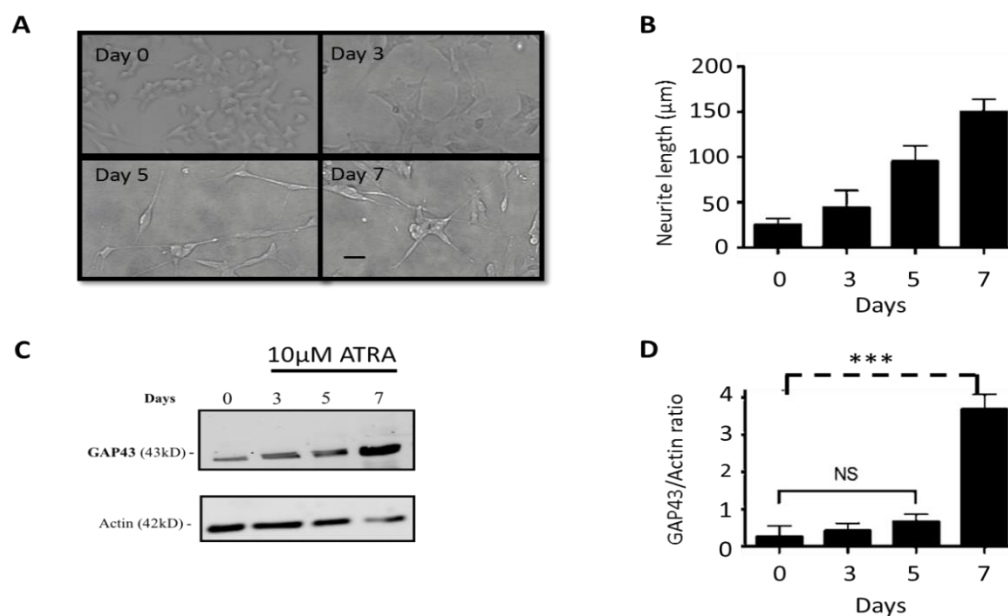 A
Day 0
Day 3
Day 5
Day 7
B
Neurite length (µm)
200
150
100
50
0
0 3 5 7
Days
C
10µM ATRA
Days 0 3 5 7
GAP43 (43kD) -
Actin (42kD) -
D
GAP43/Actin ratio
***
NS
4
3
2
1
0
0 3 5 7
Days